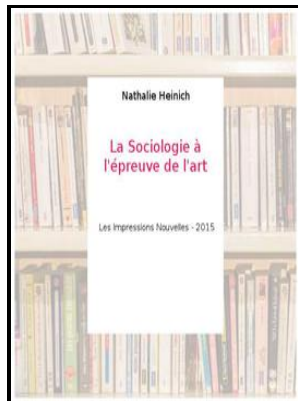 Nathalie Heinich
La Sociologie à
l'épreuve de l'art
Les Impressions Nouvelles - 2015